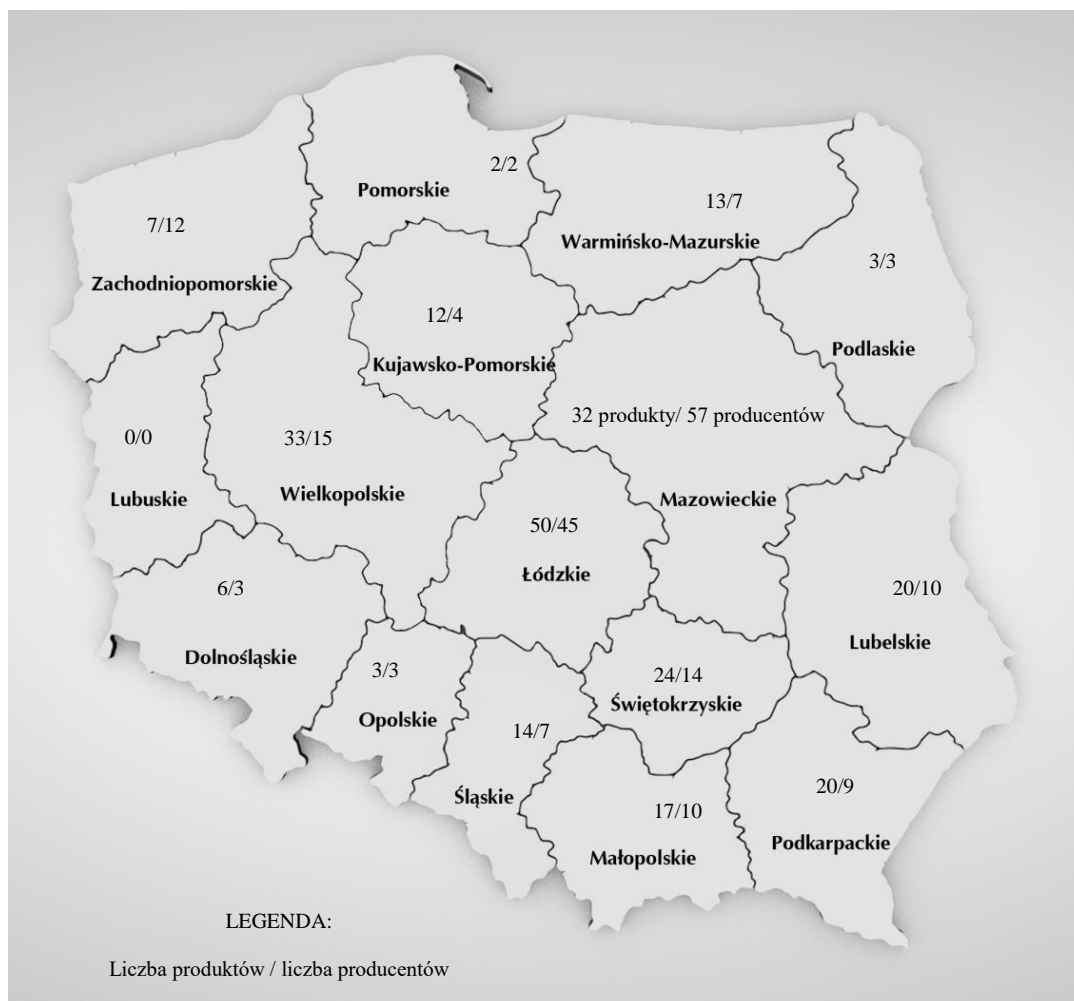 2/2
Pomorskie
13/7
Warmińsko-Mazurskie
7/12
Zachodniopomorskie
3/3
Podlaskie
12/4
Kujawsko-Pomorskie
32 produkty/ 57 producentów
Mazowieckie
0/0
Lubuskie
33/15
Wielkopolskie
50/45
Łódzkie
6/3
Dolnośląskie
20/10
Lubelskie
3/3
Opolskie
24/14
Świętokrzyskie
14/7
Śląskie
17/10
Małopolskie
20/9
Podkarpackie
LEGENDA:
Liczba produktów / liczba producentów